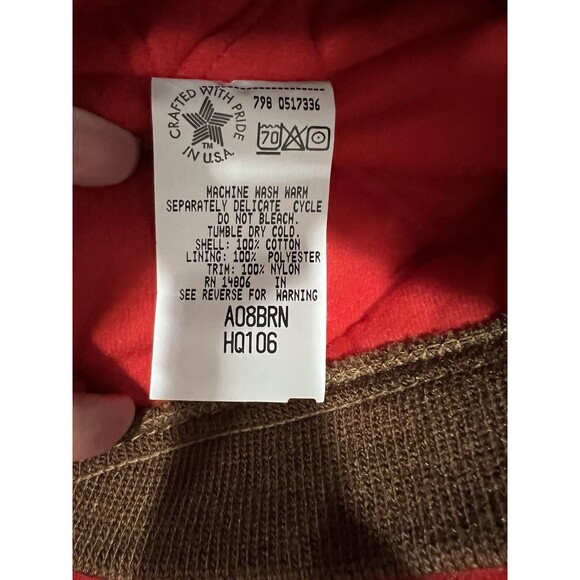 CRAFTED WITH PRIDE
IN U.S.A.
TM
798 0517336
70
MACHINE WASH WARM
SEPARATELY DELICATE CYCLE
DO NOT BLEACH.
TUMBLE DRY COLD.
SHELL: 100% COTTON
LINING: 100% POLYESTER
TRIM: 100% NYLON
RN 14806 IN
SEE REVERSE FOR WARNING
A08BRN
HQ106